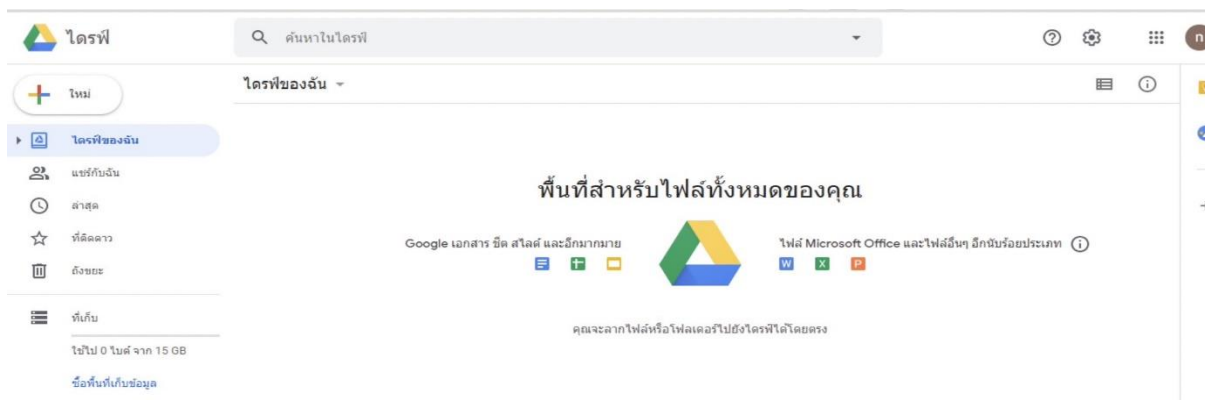 ไดรฟ์
ค้นหาในไดรฟ์
n
ใหม่
ไดรฟ์ของฉัน
ไดรฟ์ของฉัน
แชร์กับฉัน
ล่าสุด
ที่ติดดาว
ถังขยะ
ที่เก็บ
ใช้ไป 0 ไบต์ จาก 15 GB
ซื้อพื้นที่เก็บข้อมูล
พื้นที่สำหรับไฟล์ทั้งหมดของคุณ
Google เอกสาร ชีต สไลด์ และอีกมากมาย
ไฟล์ Microsoft Office และไฟล์อื่นๆ อีกนับร้อยประเภท
W X P
คุณจะลากไฟล์หรือโฟลเดอร์ไปยังไดรฟ์ได้โดยตรง